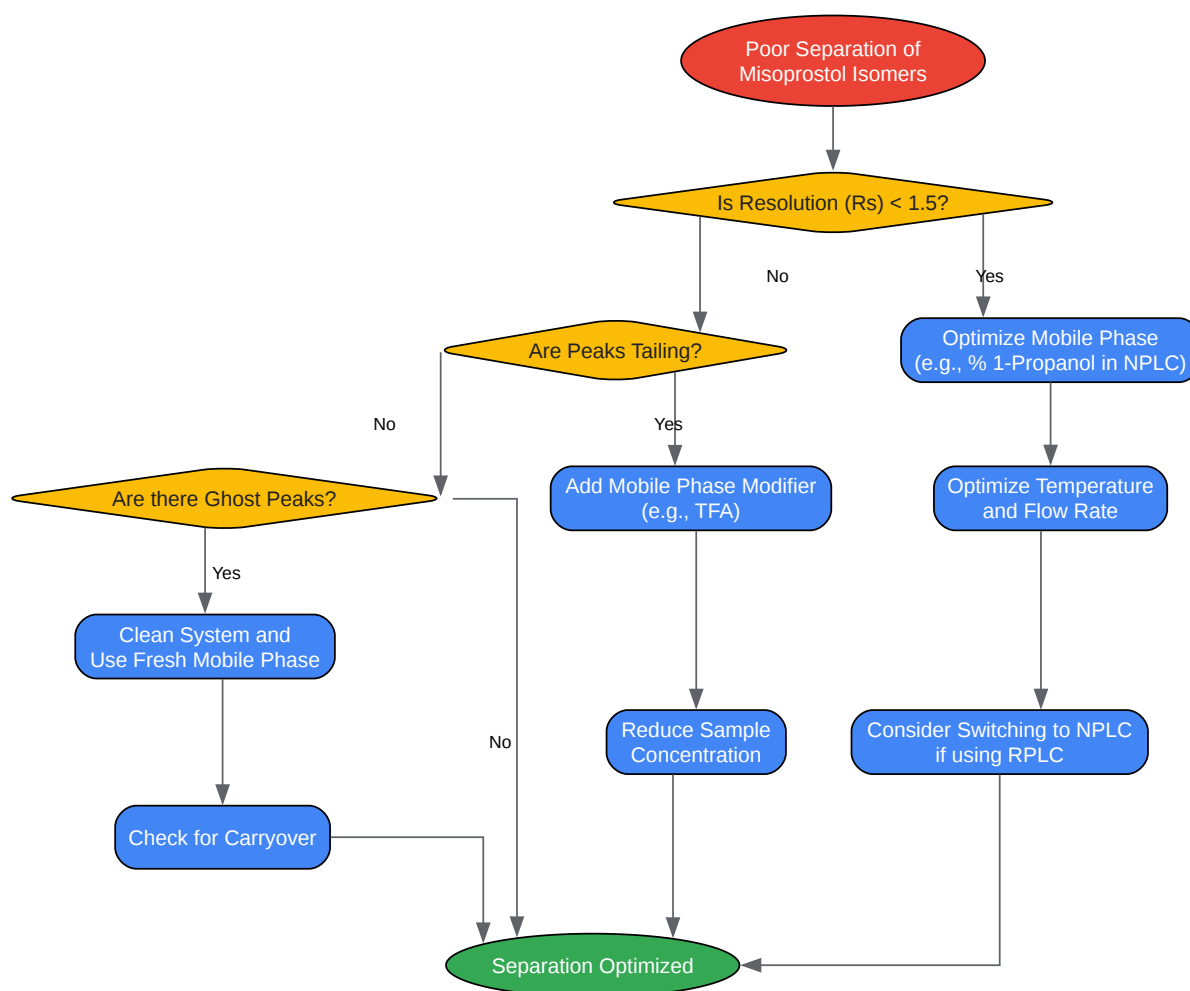 Poor Separation of
Misoprostol Isomers
Is Resolution (Rs) < 1.5?
No
Yes
Are Peaks Tailing?
Optimize Mobile Phase
(e.g., % 1-Propanol in NPLC)
No
Yes
Are there Ghost Peaks?
Add Mobile Phase Modifier
(e.g., TFA)
Optimize Temperature
and Flow Rate
Yes
Clean System and
Use Fresh Mobile Phase
No
Reduce Sample
Concentration
Consider Switching to NPLC
if using RPLC
Check for Carryover
Separation Optimized